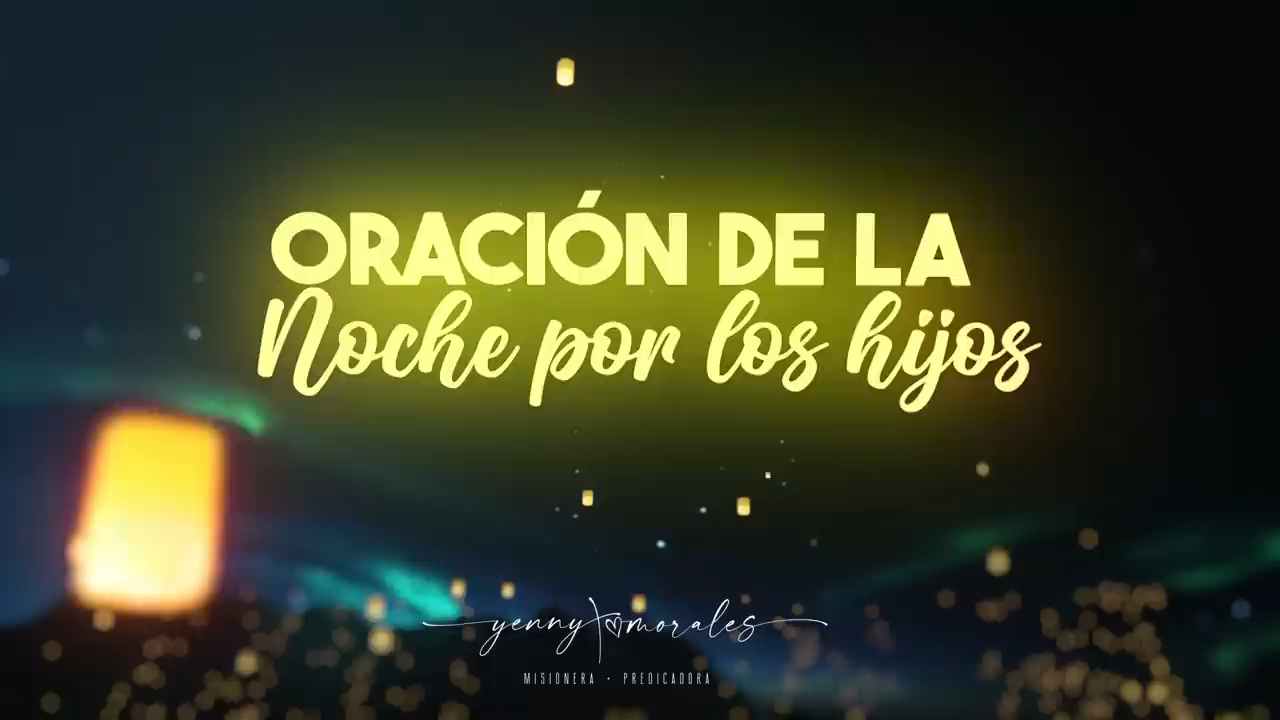 ORACIÓN DE LA
Noche por los hijos
yenny morales
MISIONERA · PREDICADORA